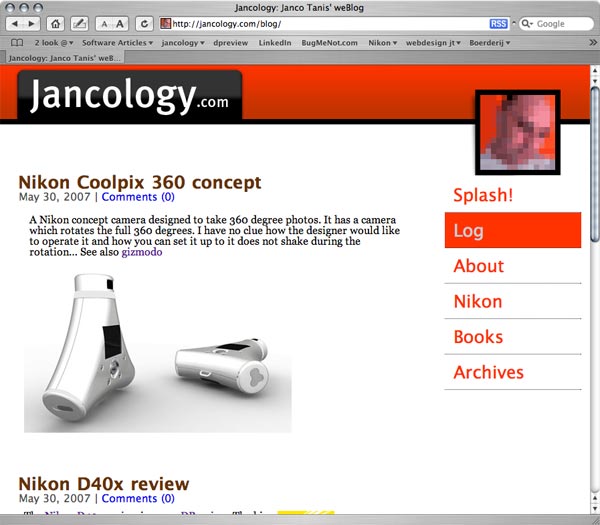 Jancology: Janco Tanis' weBlog
A A http://jancology.com/blog/ RSS Google
2 look @ Software Articles jancology dpreview LinkedIn BugMeNot.com Nikon webdesign jt Boerderij
Jancology: Janco Tanis' weB...
Jancology.com
Nikon Coolpix 360 concept
May 30, 2007 | Comments (0)
A Nikon concept camera designed to take 360 degree photos. It has a camera
which rotates the full 360 degrees. I have no clue how the designer would like
to operate it and how you can set it up to it does not shake during the
rotation... See also gizmodo
Splash!
Log
About
Nikon
Books
Archives
Nikon D40x review
May 30, 2007 | Comments (0)